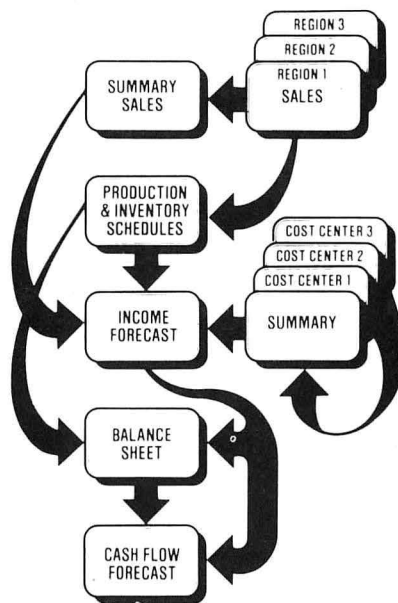 REGION 3
REGION 2
REGION 1
SALES
SUMMARY
SALES
PRODUCTION
& INVENTORY
SCHEDULES
COST CENTER 3
COST CENTER 2
COST CENTER 1
SUMMARY
INCOME
FORECAST
BALANCE
SHEET
CASH FLOW
FORECAST